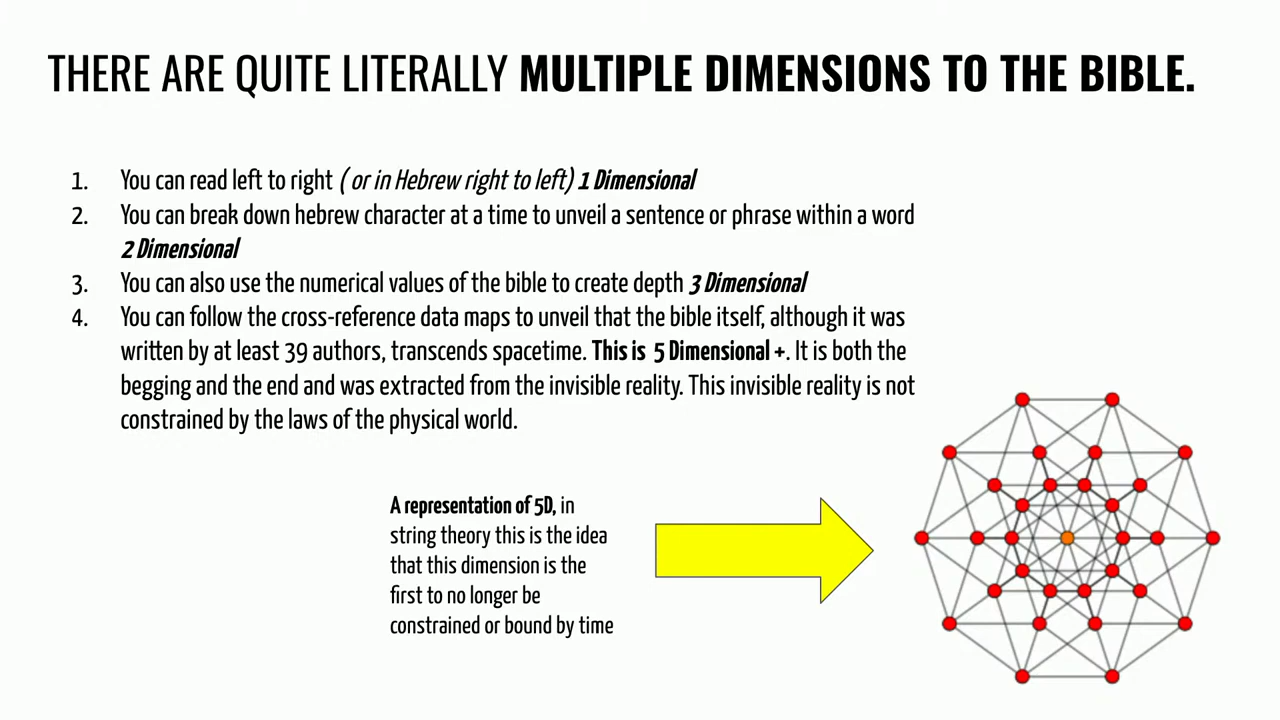 THERE ARE QUITE LITERALLY MULTIPLE DIMENSIONS TO THE BIBLE.
1. You can read left to right ( or in Hebrew right to left) 1 Dimensional
2. You can break down hebrew character at a time to unveil a sentence or phrase within a word
2 Dimensional
3. You can also use the numerical values of the bible to create depth 3 Dimensional
4. You can follow the cross-reference data maps to unveil that the bible itself, although it was
written by at least 39 authors, transcends spacetime. This is 5 Dimensional +. It is both the
begging and the end and was extracted from the invisible reality. This invisible reality is not
constrained by the laws of the physical world.
A representation of 5D, in
string theory this is the idea
that this dimension is the
first to no longer be
constrained or bound by time